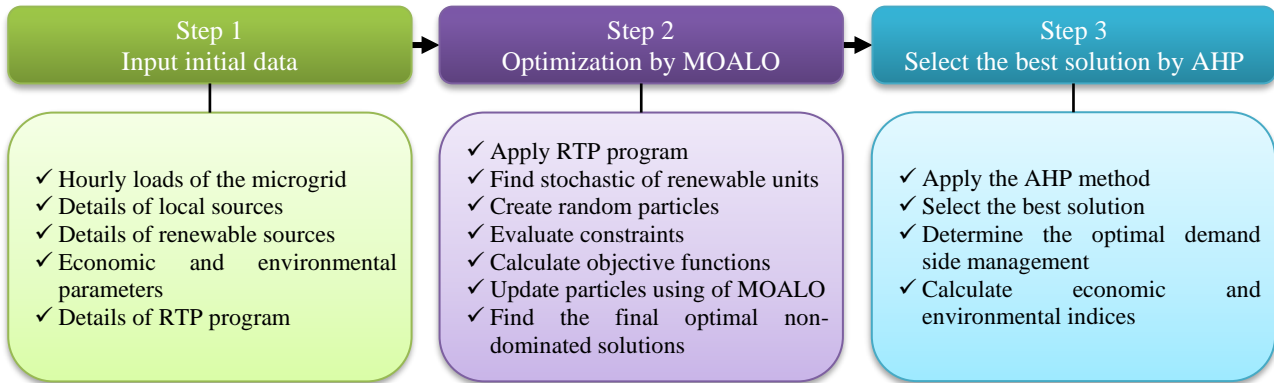 Step 1
Input initial data
✓ Hourly loads of the microgrid
✓ Details of local sources
✓ Details of renewable sources
✓ Economic and environmental
parameters
✓ Details of RTP program
Step 2
Optimization by MOALO
✓ Apply RTP program
✓ Find stochastic of renewable units
✓ Create random particles
✓ Evaluate constraints
✓ Calculate objective functions
✓ Update particles using of MOALO
✓ Find the final optimal non-
dominated solutions
Step 3
Select the best solution by AHP
✓ Apply the AHP method
✓ Select the best solution
✓ Determine the optimal demand
side management
✓ Calculate economic and
environmental indices